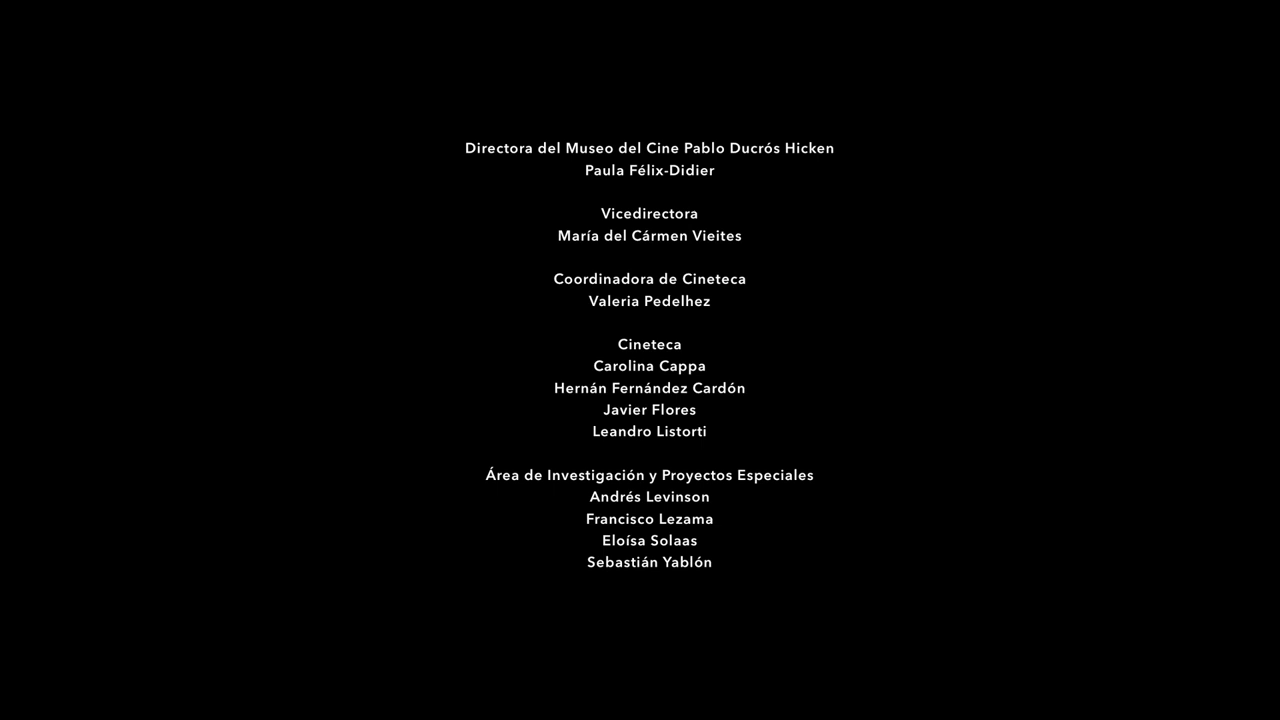 Directora del Museo del Cine Pablo Ducrós Hicken
Paula Félix-Didier
Vicedirectora
María del Cármen Vieites
Coordinadora de Cineteca
Valeria Pedelhez
Cineteca
Carolina Cappa
Hernán Fernández Cardón
Javier Flores
Leandro Listorti
Área de Investigación y Proyectos Especiales
Andrés Levinson
Francisco Lezama
Eloísa Solaas
Sebastián Yablón